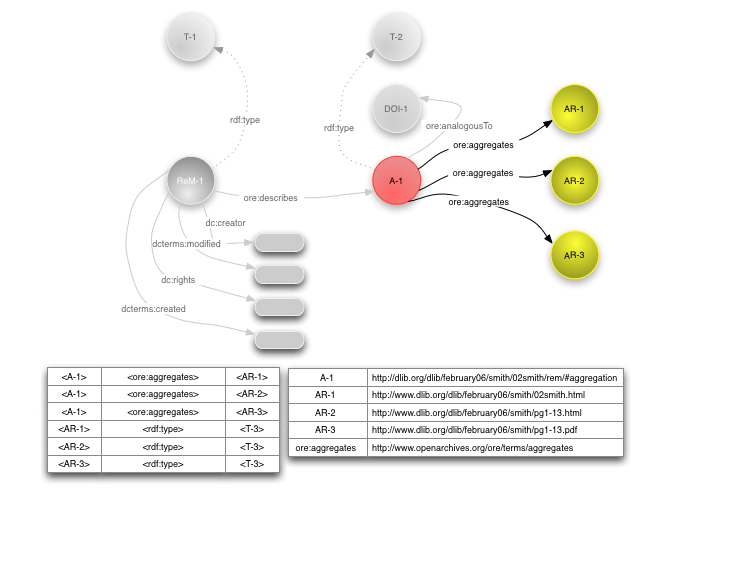 T-1
T-2
DOI-1
AR-1
rdf:type
rdf:type
ore:analogousTo
ore:aggregates
ReM-1
A-1
ore:aggregates
AR-2
ore:describes
ore:aggregates
dc:creator
dcterms:modified
AR-3
dc:rights
dcterms:created
<A-1> <ore:aggregates> <AR-1>
<A-1> <ore:aggregates> <AR-2>
<A-1> <ore:aggregates> <AR-3>
<AR-1> <rdf:type> <T-3>
<AR-2> <rdf:type> <T-3>
<AR-3> <rdf:type> <T-3>
A-1 http://dlib.org/dlib/february06/smith/02smith/rem/#aggregation
AR-1 http://www.dlib.org/dlib/february06/smith/02smith.html
AR-2 http://www.dlib.org/dlib/february06/smith/pg1-13.html
AR-3 http://www.dlib.org/dlib/february06/smith/pg1-13.pdf
ore:aggregates http://www.openarchives.org/ore/terms/aggregates